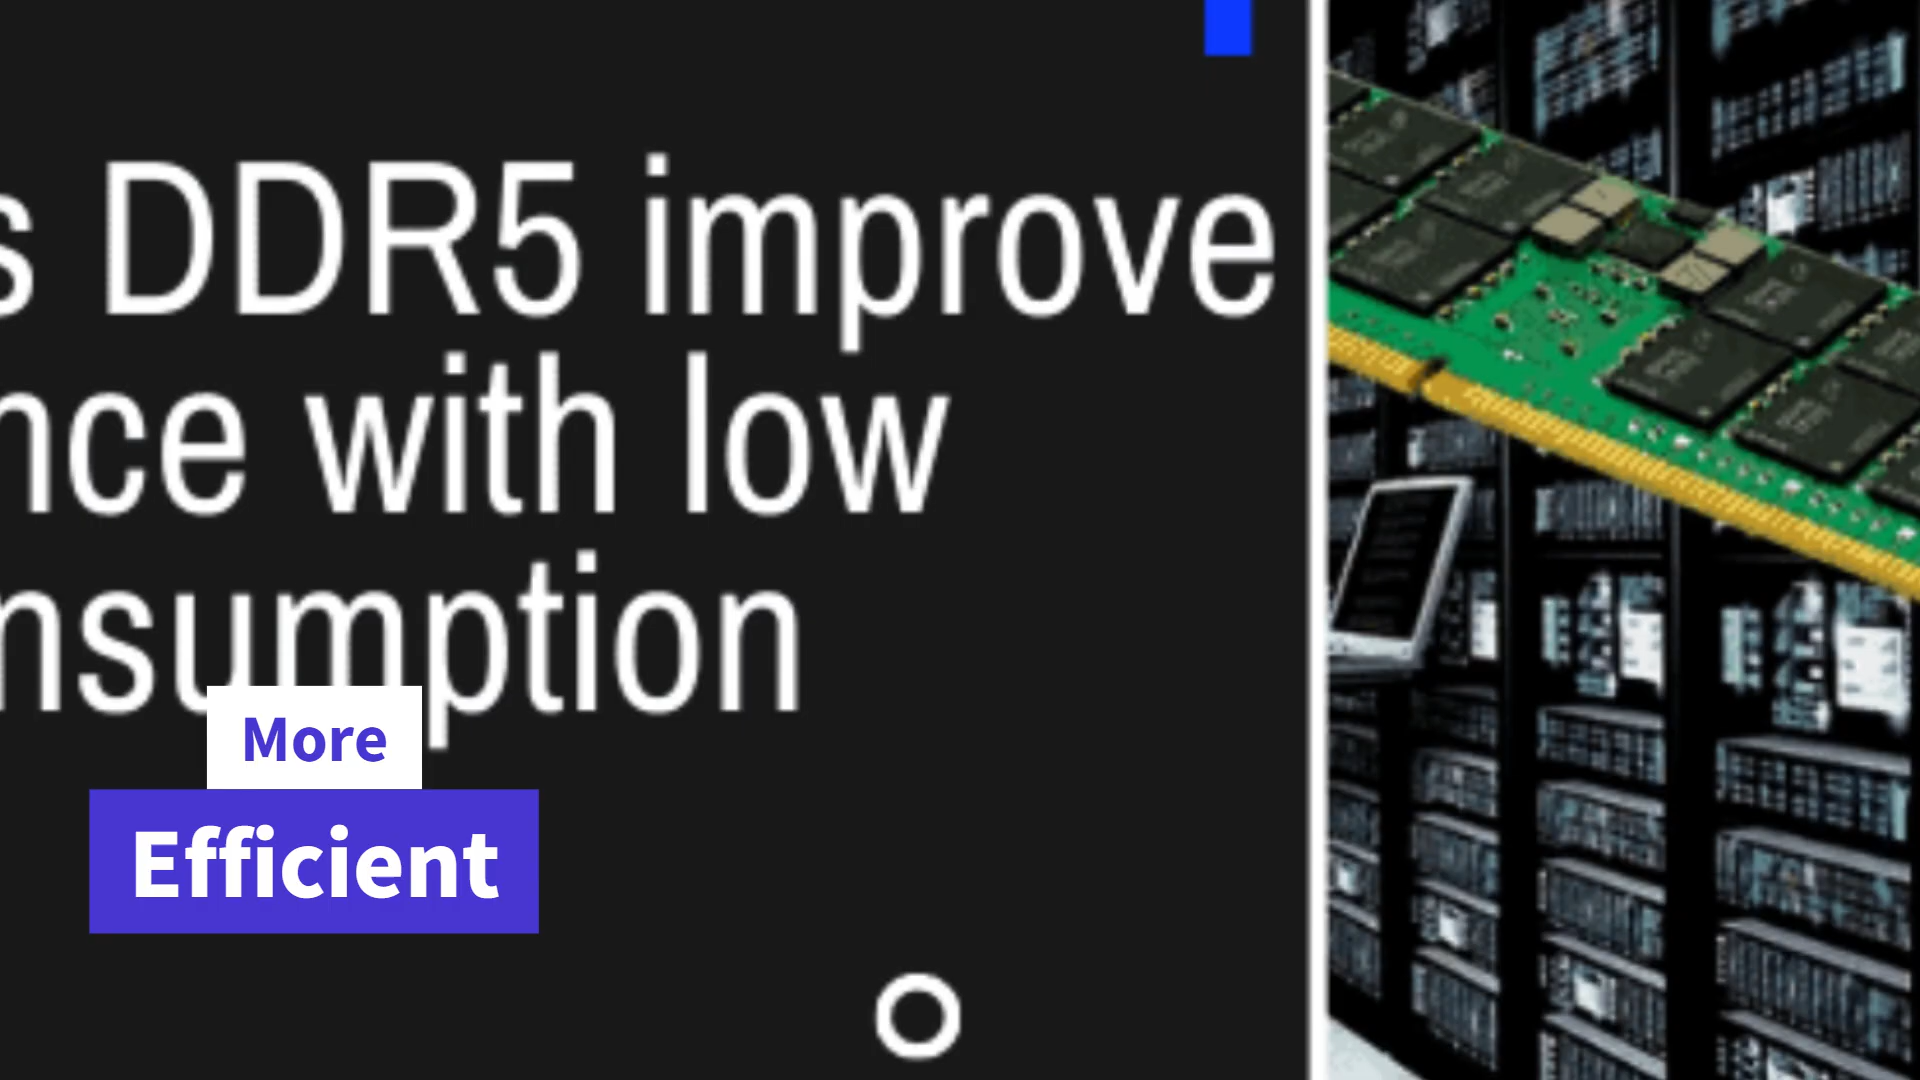 s DDR5 improve
nce with low
nsumption
More
Efficient